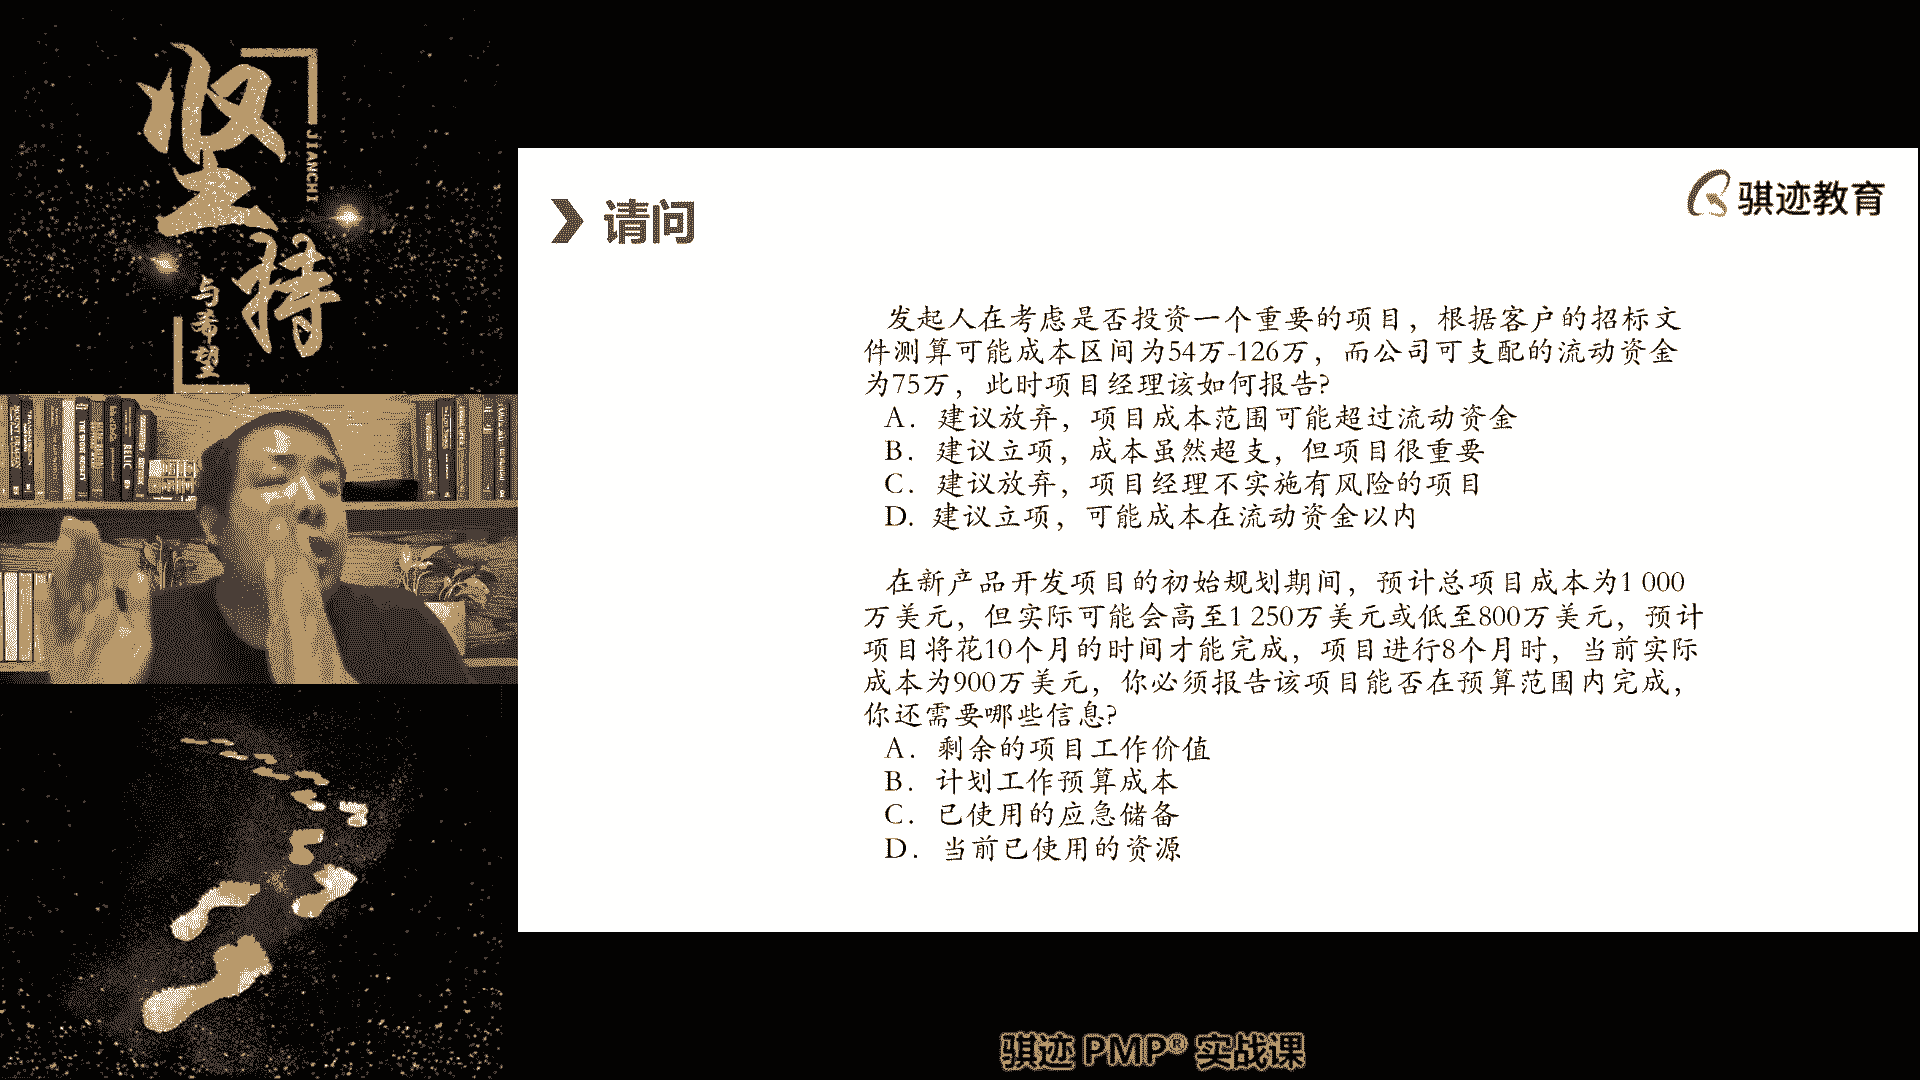 坚持
JIANCHI
与希望
请问
骐迹教育
发起人在考虑是否投资一个重要的项目，根据客户的招标文
件测算可能成本区间为54万-126万，而公司可支配的流动资金
为75万，此时项目经理该如何报告?
A．建议放弃，项目成本范围可能超过流动资金
B．建议立项，成本虽然超支，但项目很重要
C．建议放弃，项目经理不实施有风险的项目
D. 建议立项，可能成本在流动资金以内
在新产品开发项目的初始规划期间，预计总项目成本为1 000
万美元，但实际可能会高至1 250万美元或低至800万美元，预计
项目将花10个月的时间才能完成，项目进行8个月时，当前实际
成本为900万美元，你必须报告该项目能否在预算范围内完成，
你还需要哪些信息?
A．剩余的项目工作价值
B．计划工作预算成本
C．已使用的应急储备
D．当前已使用的资源
骐迹 PMP® 实战课